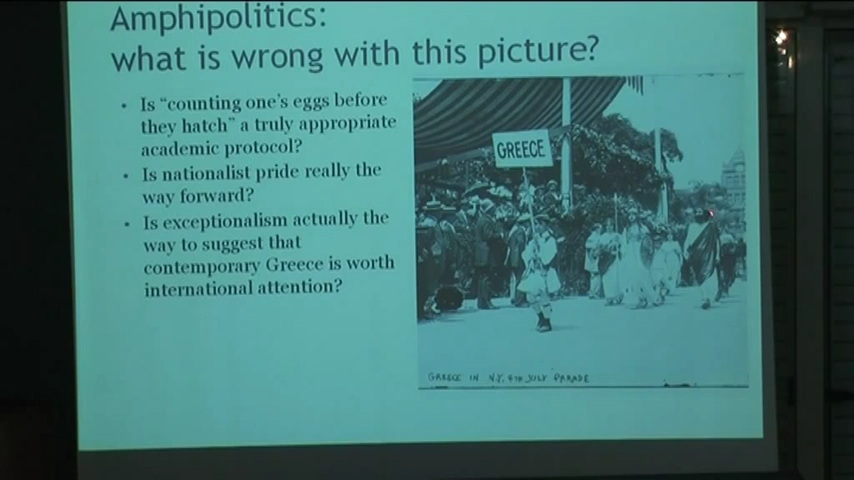 Amphipolitics:
what is wrong with this picture?
• Is “counting one’s eggs before
they hatch” a truly appropriate
academic protocol?
• Is nationalist pride really the
way forward?
• Is exceptionalism actually the
way to suggest that
contemporary Greece is worth
international attention?
GREECE
GREECE IN N.Y. 4TH JULY PARADE